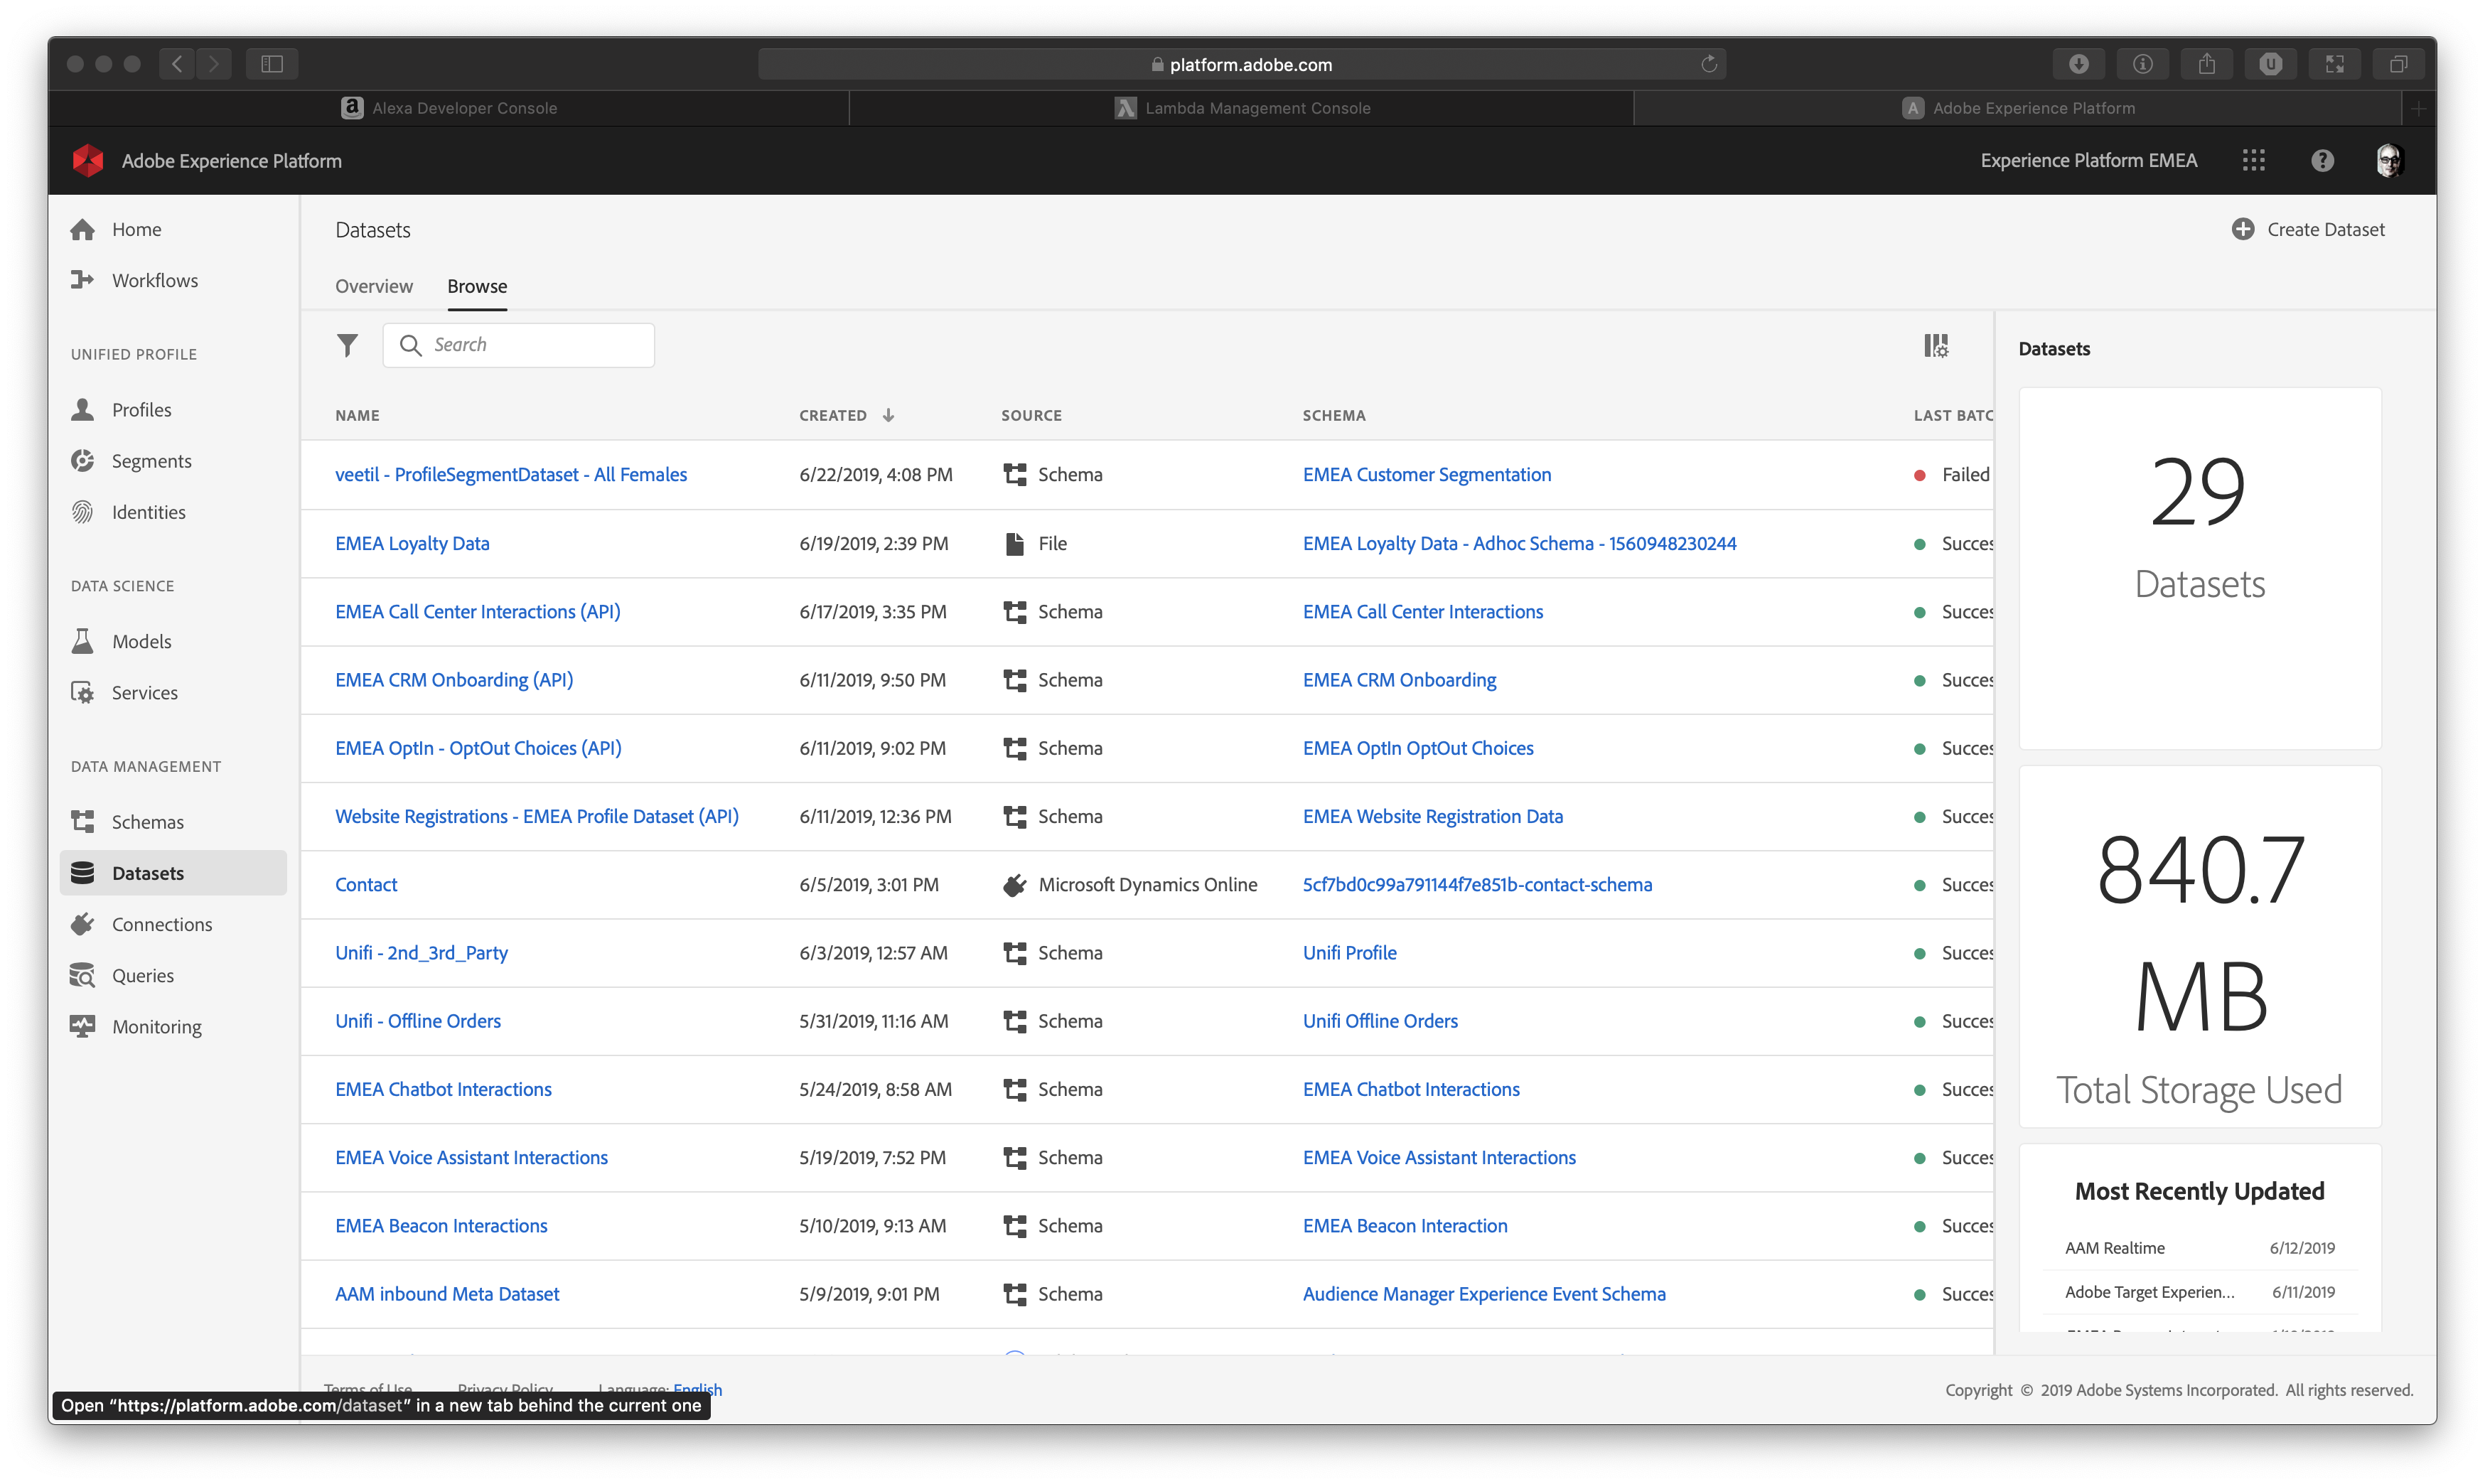 platform.adobe.com
Alexa Developer Console
Lambda Management Console
Adobe Experience Platform
Adobe Experience Platform
Experience Platform EMEA
Home
Workflows
UNIFIED PROFILE
Profiles
Segments
Identities
DATA SCIENCE
Models
Services
DATA MANAGEMENT
Schemas
Datasets
Connections
Queries
Monitoring
Datasets
Create Dataset
Overview Browse
Search
NAME CREATED SOURCE SCHEMA LAST BATC
veetil - ProfileSegmentDataset - All Females 6/22/2019, 4:08 PM Schema EMEA Customer Segmentation Failed
EMEA Loyalty Data 6/19/2019, 2:39 PM File EMEA Loyalty Data - Adhoc Schema - 1560948230244 Succes
EMEA Call Center Interactions (API) 6/17/2019, 3:35 PM Schema EMEA Call Center Interactions Succes
EMEA CRM Onboarding (API) 6/11/2019, 9:50 PM Schema EMEA CRM Onboarding Succes
EMEA OptIn - OptOut Choices (API) 6/11/2019, 9:02 PM Schema EMEA OptIn OptOut Choices Succes
Website Registrations - EMEA Profile Dataset (API) 6/11/2019, 12:36 PM Schema EMEA Website Registration Data Succes
Contact 6/5/2019, 3:01 PM Microsoft Dynamics Online 5cf7bd0c99a791144f7e851b-contact-schema Succes
Unifi - 2nd_3rd_Party 6/3/2019, 12:57 AM Schema Unifi Profile Succes
Unifi - Offline Orders 5/31/2019, 11:16 AM Schema Unifi Offline Orders Succes
EMEA Chatbot Interactions 5/24/2019, 8:58 AM Schema EMEA Chatbot Interactions Succes
EMEA Voice Assistant Interactions 5/19/2019, 7:52 PM Schema EMEA Voice Assistant Interactions Succes
EMEA Beacon Interactions 5/10/2019, 9:13 AM Schema EMEA Beacon Interaction Succes
AAM inbound Meta Dataset 5/9/2019, 9:01 PM Schema Audience Manager Experience Event Schema Succes
Datasets
29
Datasets
840.7
MB
Total Storage Used
Most Recently Updated
AAM Realtime 6/12/2019
Adobe Target Experien... 6/11/2019
Terms of Use Privacy Policy Language: English
Copyright © 2019 Adobe Systems Incorporated. All rights reserved.
Open “https://platform.adobe.com/dataset” in a new tab behind the current one